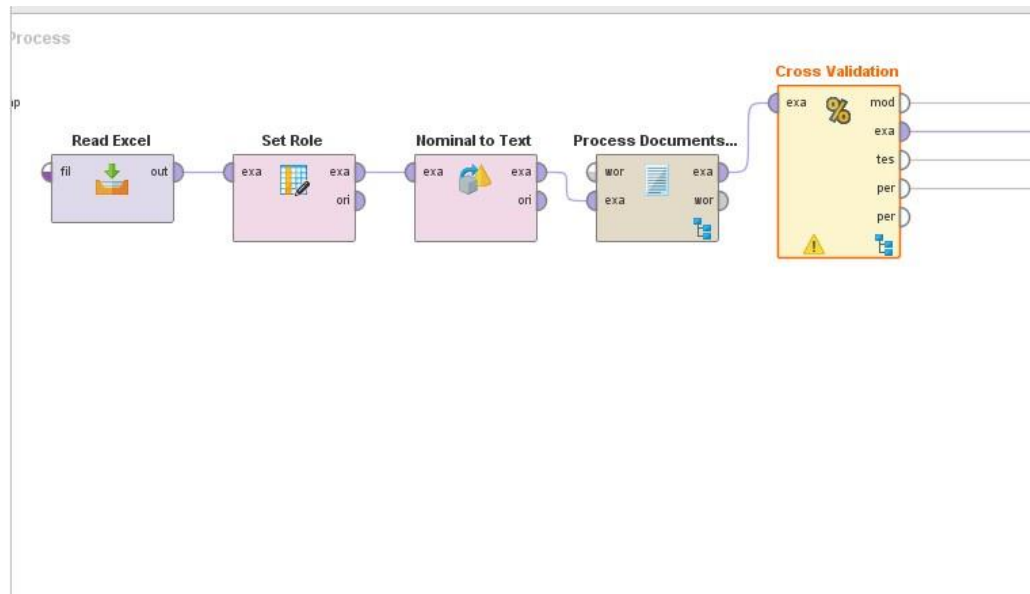 Process
Cross Validation
exa mod
exa
tes
per
per
Read Excel
fil out
Set Role
exa exa
ori
Nominal to Text
exa exa
ori
Process Documents...
wor exa
exa wor